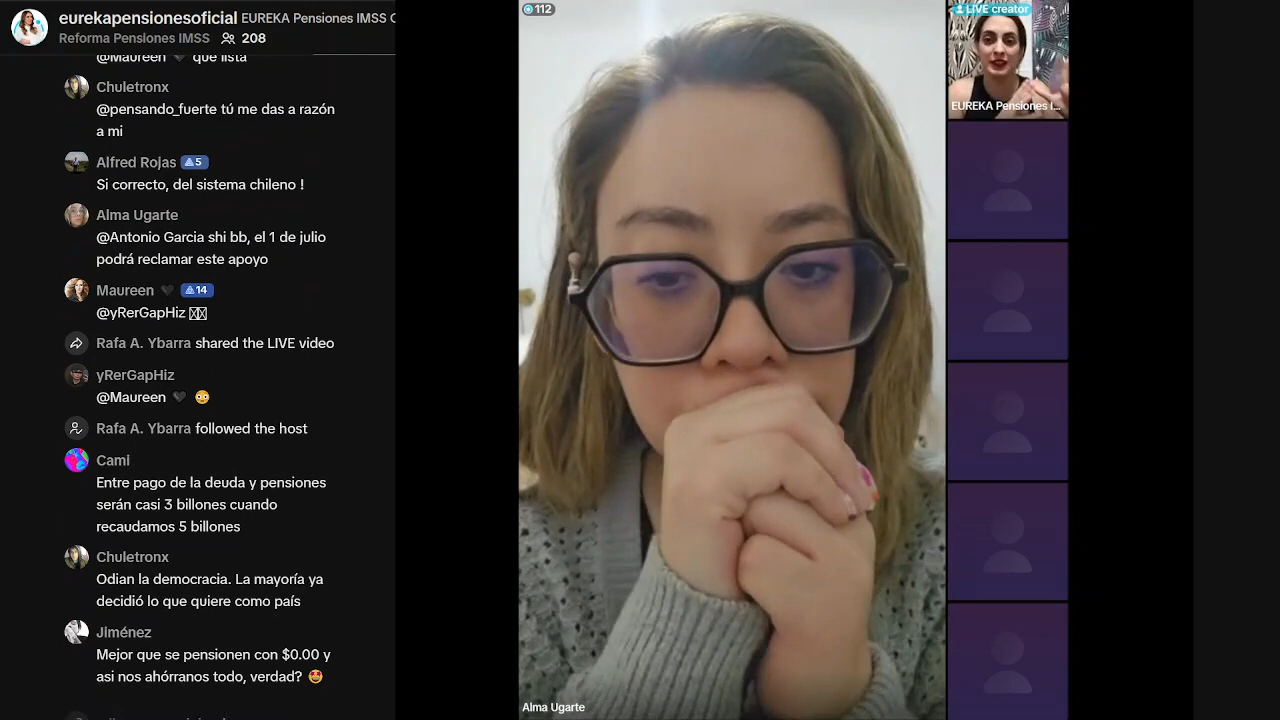 eurekapensionesoficial EUREKA Pensiones IMSS
Reforma Pensiones IMSS 208
@Maureen 🖤 que lista
Chuletronx
@pensando_fuerte tú me das a razón
a mi
Alfred Rojas 5
Si correcto, del sistema chileno !
Alma Ugarte
@Antonio Garcia shi bb, el 1 de julio
podrá reclamar este apoyo
Maureen 🖤 14
@yRerGapHiz
Rafa A. Ybarra shared the LIVE video
yRerGapHiz
@Maureen 🖤 😳
Rafa A. Ybarra followed the host
Cami
Entre pago de la deuda y pensiones
serán casi 3 billones cuando
recaudamos 5 billones
Chuletronx
Odian la democracia. La mayoría ya
decidió lo que quiere como país
Jiménez
Mejor que se pensionen con $0.00 y
asi nos ahórranos todo, verdad? 🤩
112
Alma Ugarte
LIVE creator
EUREKA Pensiones I...